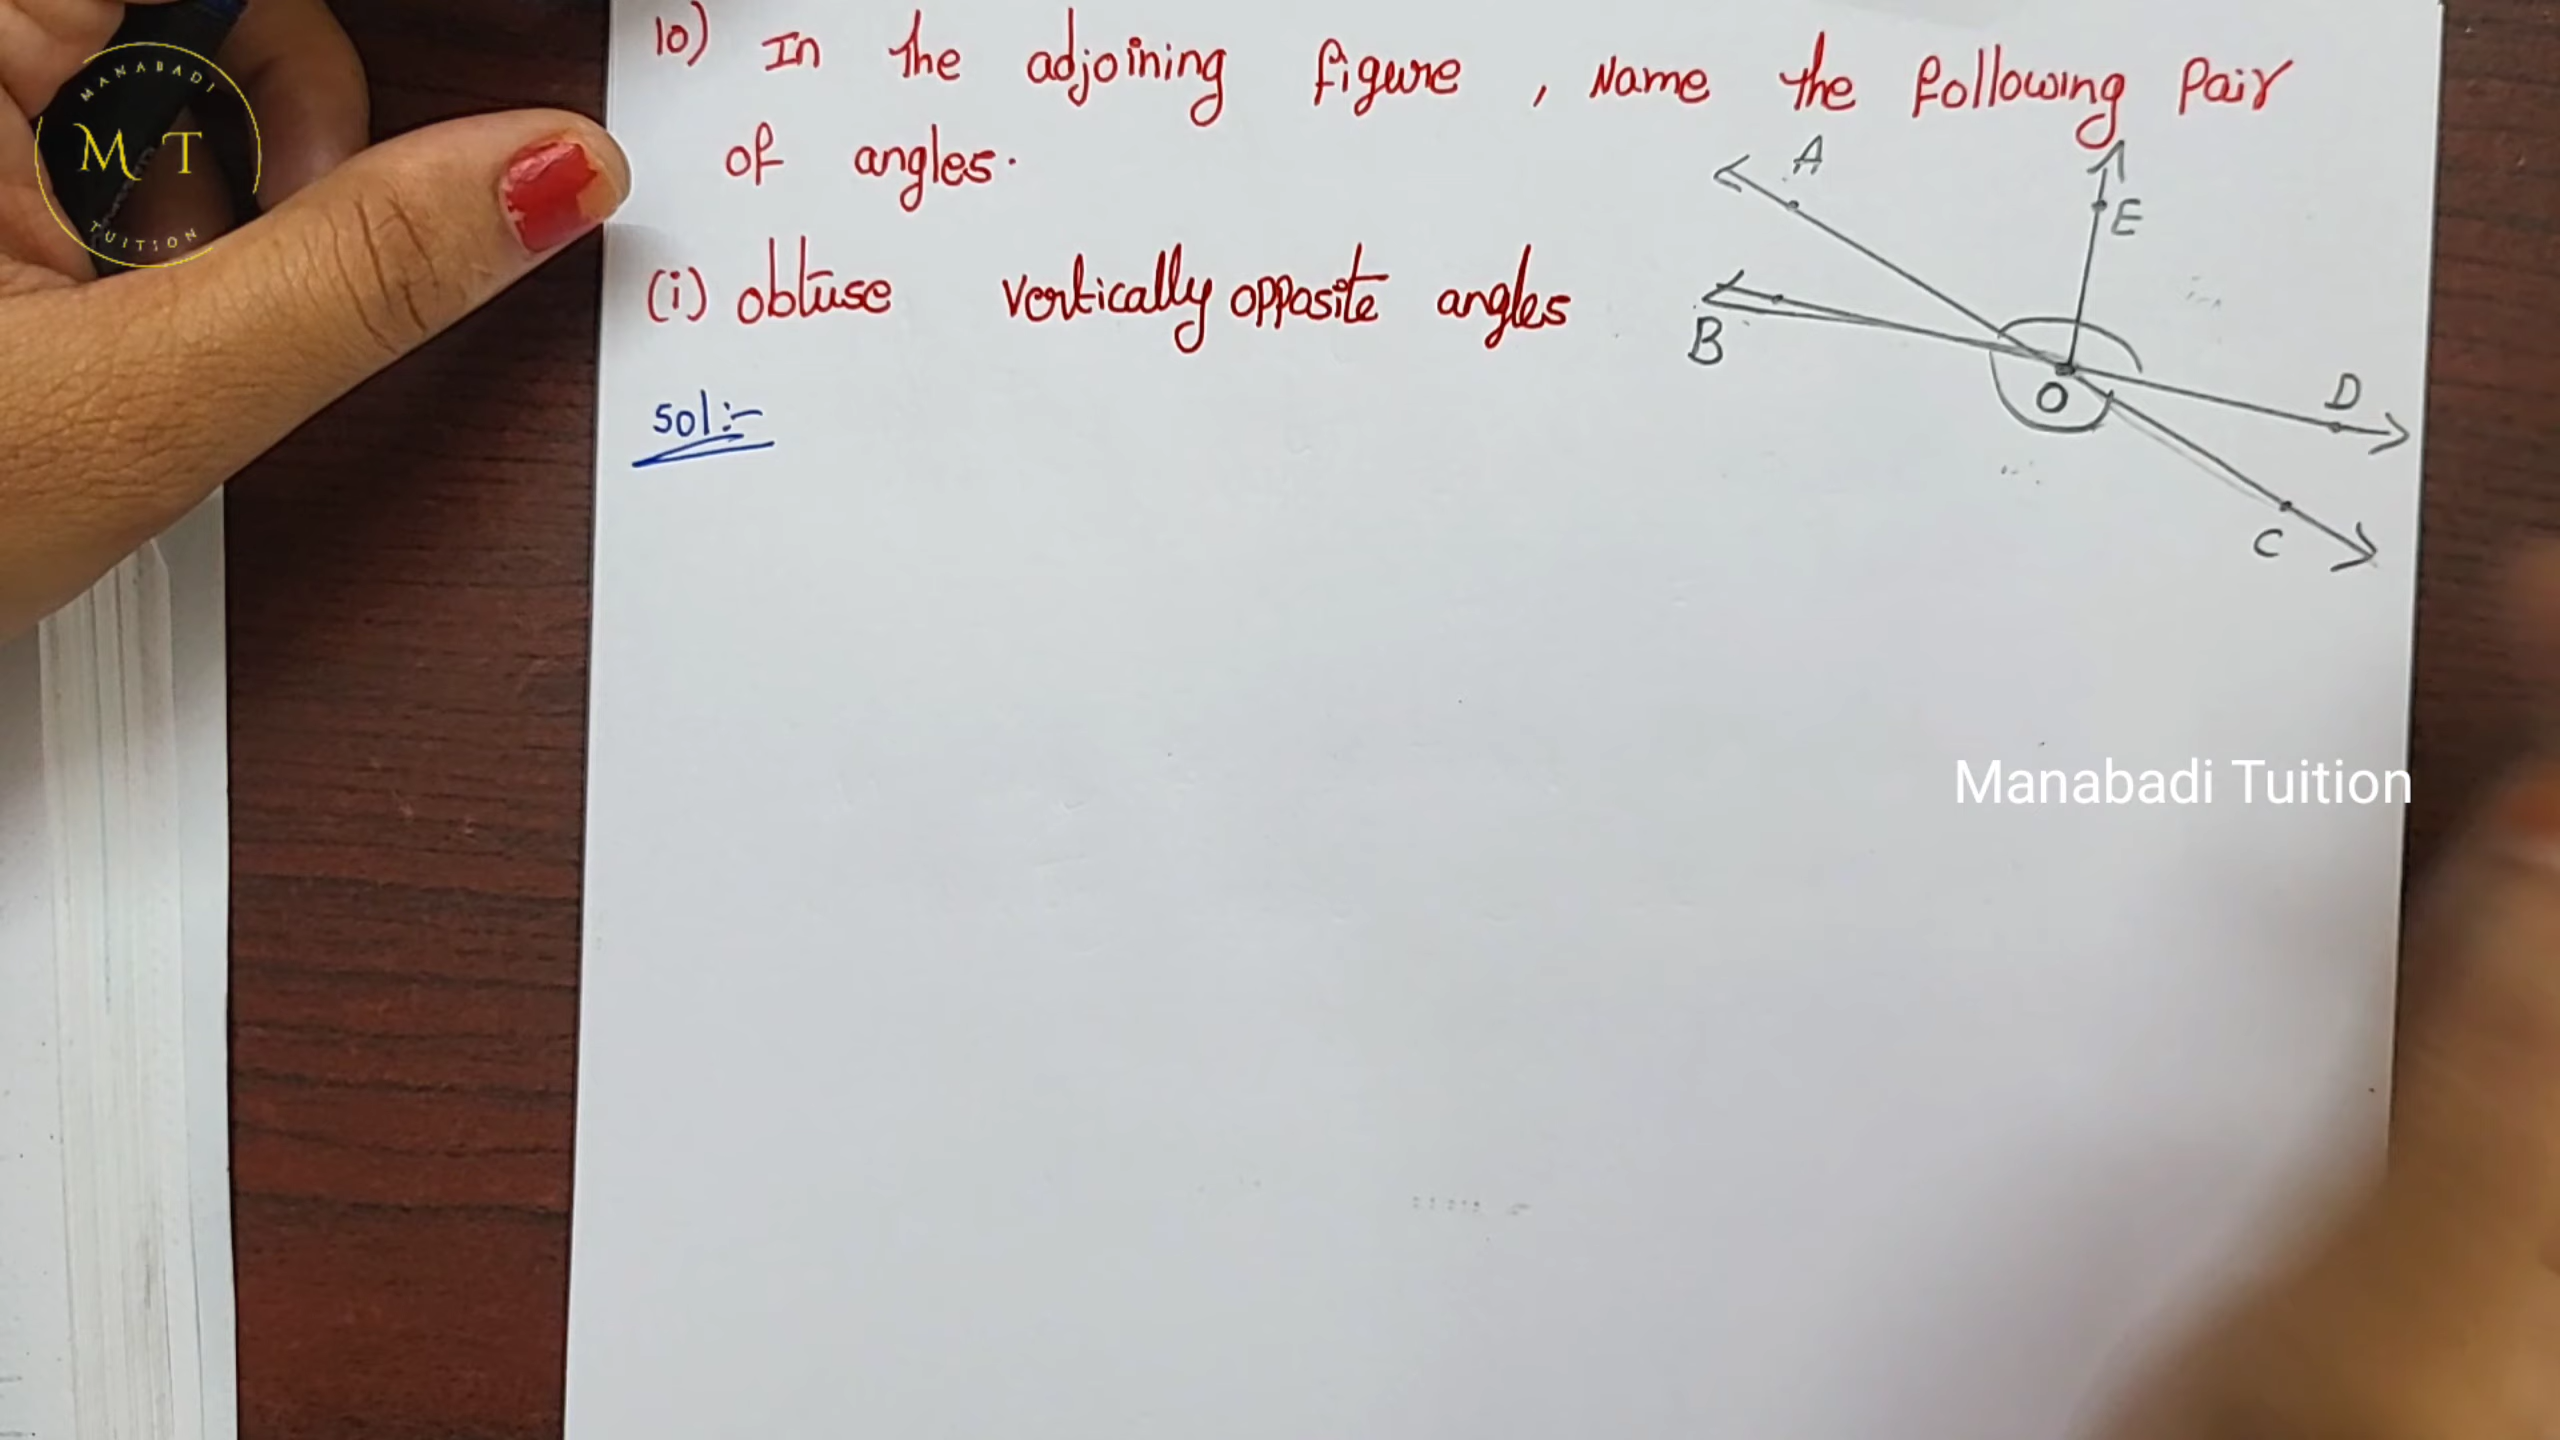 MANABADI
M T
TUITION
10) In the adjoining figure, Name the following Pair
of angles.
(i) obtuse vertically opposite angles
Sol:-
A
E
B
O
D
C
Manabadi Tuition